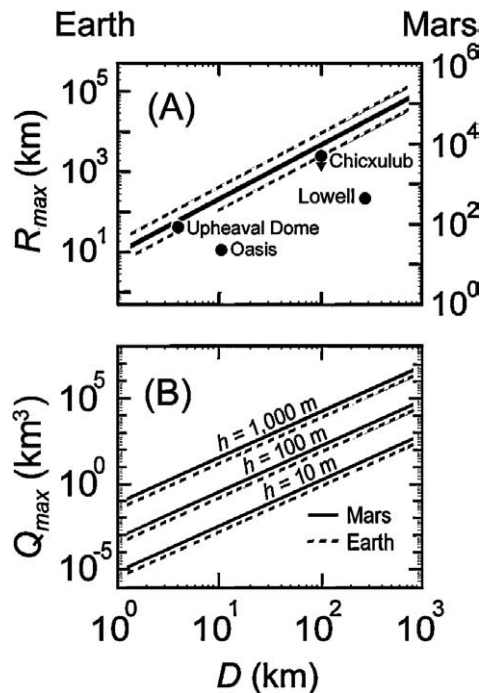 Earth Mars
(A)
R_max (km)
10^5
10^3
10^1
10^6
10^4
10^2
10^0
Chicxulub
Lowell
Upheaval Dome
Oasis
(B)
Q_max (km^3)
10^5
10^0
10^-5
h = 1,000 m
h = 100 m
h = 10 m
Mars
Earth
10^0 10^1 10^2 10^3
D (km)